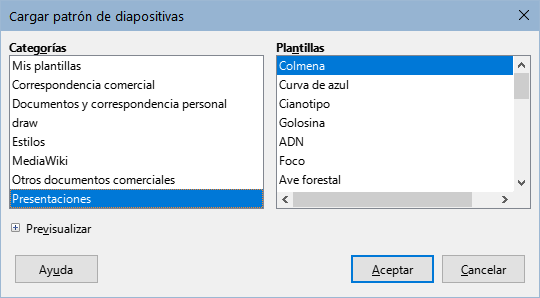 Cargar patrón de diapositivas
Categorías
Mis plantillas
Correspondencia comercial
Documentos y correspondencia personal
draw
Estilos
MediaWiki
Otros documentos comerciales
Presentaciones
Plantillas
Colmena
Curva de azul
Cianotipo
Golosina
ADN
Foco
Ave forestal
Previsualizar
Ayuda
Aceptar
Cancelar